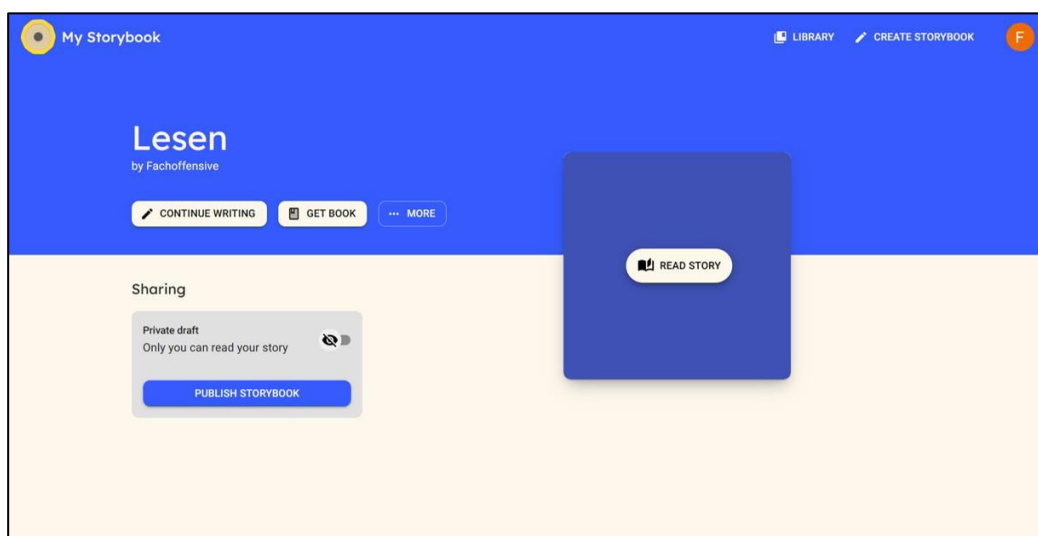 My Storybook
LIBRARY
CREATE STORYBOOK
F
Lesen
by Fachoffensive
CONTINUE WRITING
GET BOOK
MORE
READ STORY
Sharing
Private draft
Only you can read your story
PUBLISH STORYBOOK